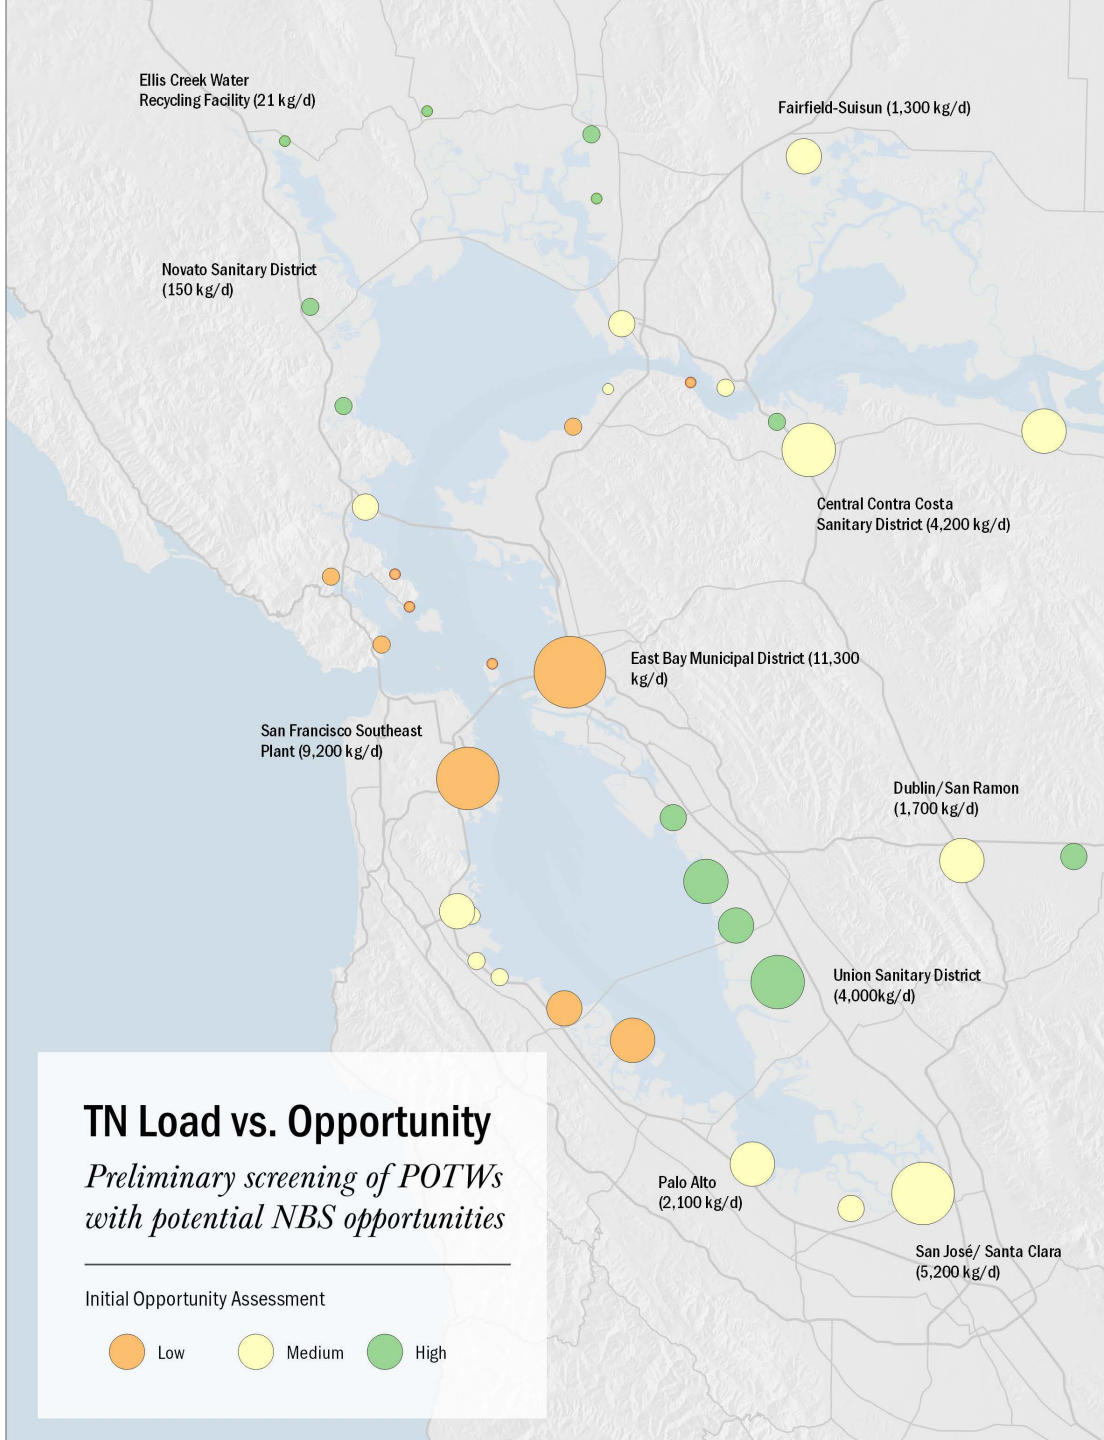 Ellis Creek Water
Recycling Facility (21 kg/d)
Fairfield-Suisun (1,300 kg/d)
Novato Sanitary District
(150 kg/d)
Central Contra Costa
Sanitary District (4,200 kg/d)
East Bay Municipal District (11,300
kg/d)
San Francisco Southeast
Plant (9,200 kg/d)
Dublin/San Ramon
(1,700 kg/d)
Union Sanitary District
(4,000kg/d)
Palo Alto
(2,100 kg/d)
San José/ Santa Clara
(5,200 kg/d)
TN Load vs. Opportunity
Preliminary screening of POTWs
with potential NBS opportunities
Initial Opportunity Assessment
Low Medium High